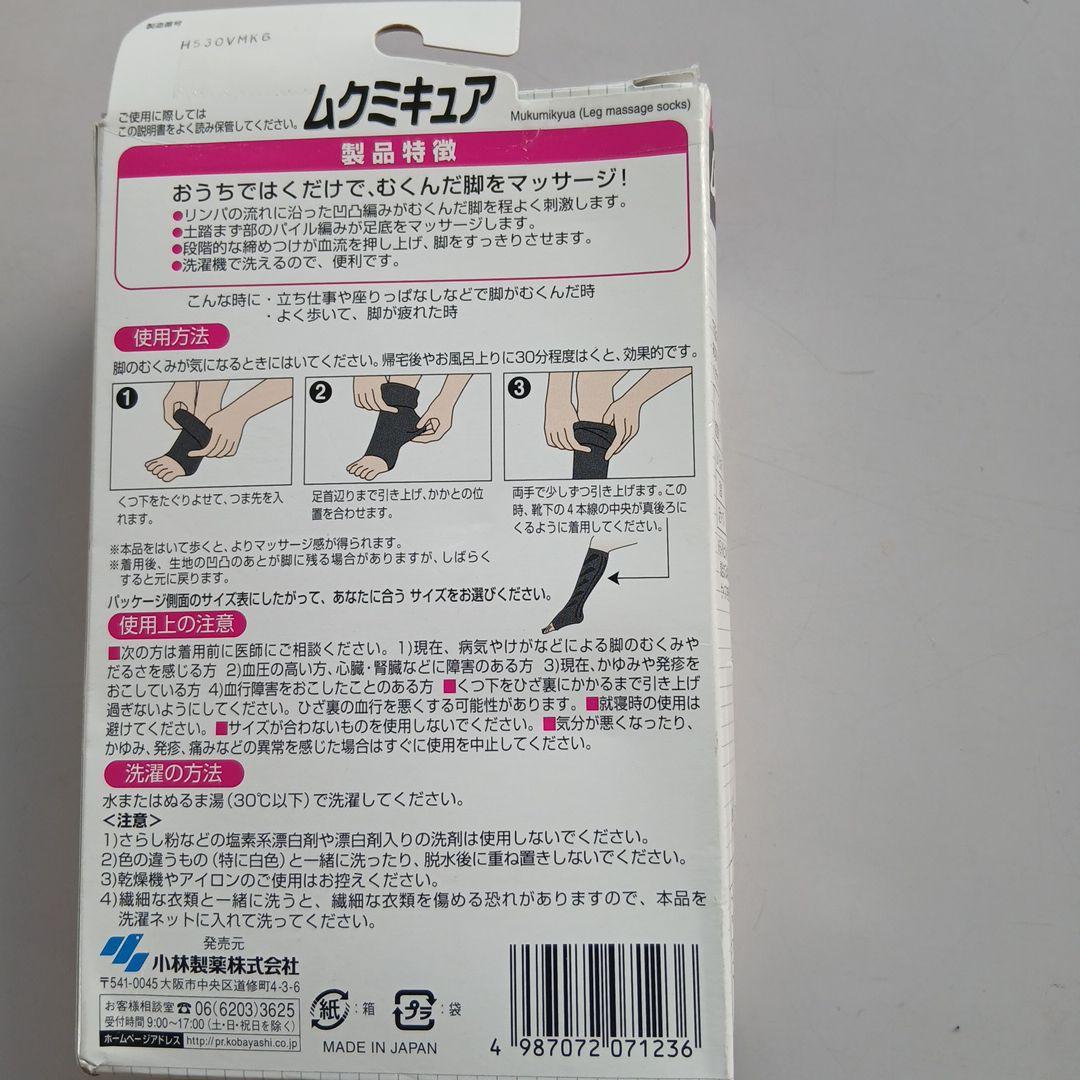 製造番号
H530VMK6
ご使用に際しては
この説明書をよく読み保管してください。
ムクミキュア
Mukumikyua (Leg massage socks)
製品特徴
おうちではくだけで、むくんだ脚をマッサージ！
●リンパの流れに沿った凹凸編みがむくんだ脚を程よく刺激します。
●土踏まず部のパイル編みが足底をマッサージします。
●段階的な締めつけが血流を押し上げ、脚をすっきりさせます。
●洗濯機で洗えるので、便利です。
こんな時に・立ち仕事や座りっぱなしなどで脚がむくんだ時
・よく歩いて、脚が疲れた時
使用方法
脚のむくみが気になるときにはいてください。帰宅後やお風呂上りに30分程度はくと、効果的です。
1
2
3
くつ下をたぐりよせて、つま先を入
れます。
足首辺りまで引き上げ、かかとの位
置を合わせます。
両手で少しずつ引き上げます。この
時、靴下の4本線の中央が真後ろに
くるように着用してください。
※本品をはいて歩くと、よりマッサージ感が得られます。
※着用後、生地の凹凸のあとが脚に残る場合がありますが、しばらく
すると元に戻ります。
パッケージ側面のサイズ表にしたがって、あなたに合うサイズをお選びください。
使用上の注意
■次の方は着用前に医師にご相談ください。1)現在、病気やけがなどによる脚のむくみや
だるさを感じる方 2)血圧の高い方、心臓・腎臓などに障害のある方 3)現在、かゆみや発疹を
おこしている方 4)血行障害をおこしたことのある方 ■くつ下をひざ裏にかかるまで引き上げ
過ぎないようにしてください。ひざ裏の血行を悪くする可能性があります。■就寝時の使用は
避けてください。■サイズが合わないものを使用しないでください。■気分が悪くなったり、
かゆみ、発疹、痛みなどの異常を感じた場合はすぐに使用を中止してください。
洗濯の方法
水またはぬるま湯(30℃以下)で洗濯してください。
<注意>
1)さらし粉などの塩素系漂白剤や漂白剤入りの洗剤は使用しないでください。
2)色の違うもの(特に白色)と一緒に洗ったり、脱水後に重ね置きしないでください。
3)乾燥機やアイロンのご使用はお控えください。
4)繊細な衣類と一緒に洗うと、繊細な衣類を傷める恐れがありますので、本品を
洗濯ネットに入れて洗ってください。
発売元
小林製薬株式会社
〒541-0045 大阪市中央区道修町4-3-6
お客様相談室 ☎ 06(6203)3625
受付時間 9:00〜17:00 (土・日・祝日を除く)
ホームページアドレス http://pr.kobayashi.co.jp
紙 : 箱
プラ : 袋
MADE IN JAPAN
4 987072 071236